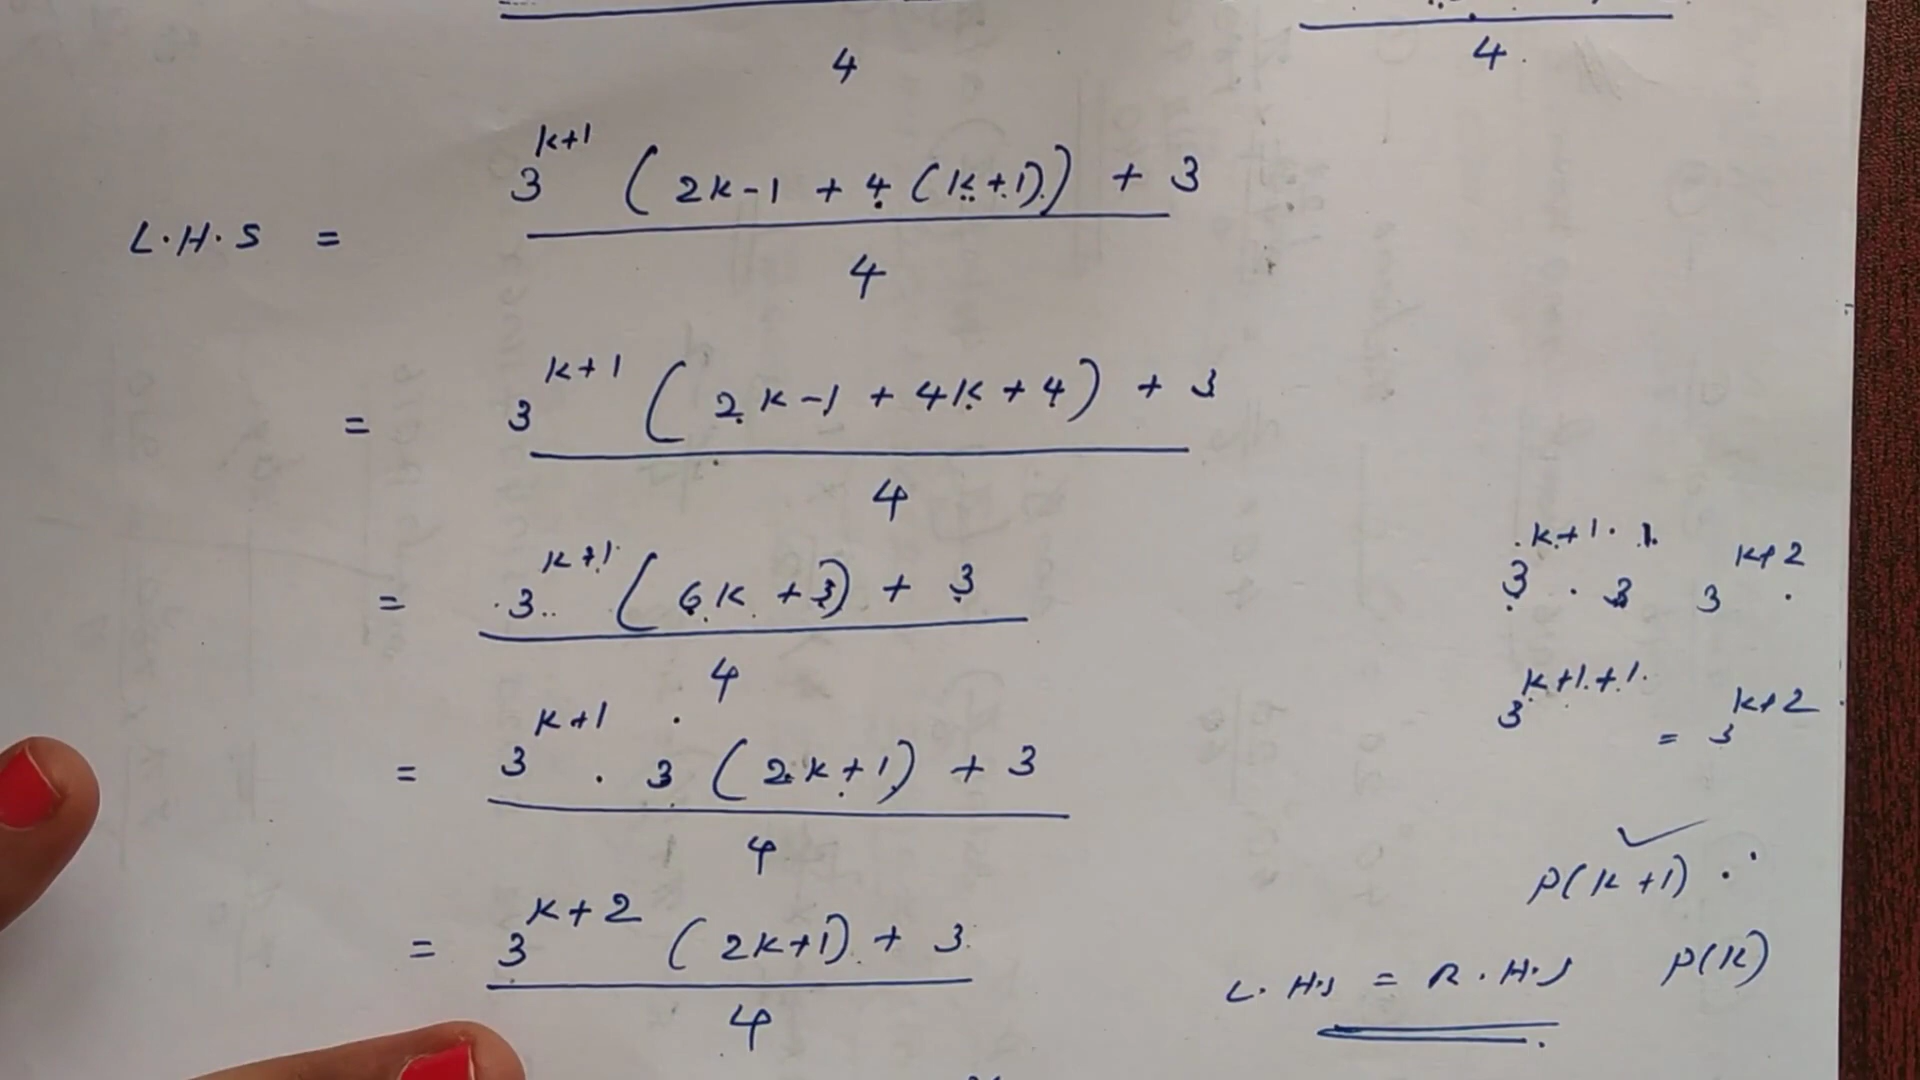 4
4.
3^{k+1} (2k-1 + 4 (k+1)) + 3
L.H.S =
4
= 3^{k+1} (2k-1 + 4k + 4) + 3
4
= 3^{k+1} (6k + 3) + 3
4
= 3^{k+1} . 3 (2k+1) + 3
4
= 3^{k+2} (2k+1) + 3
4
3^{k+1} . 3^{1} 3^{k+2}
3^{k+1+1} = 3^{k+2}
P(k+1)
L.H.S = R.H.S P(k)